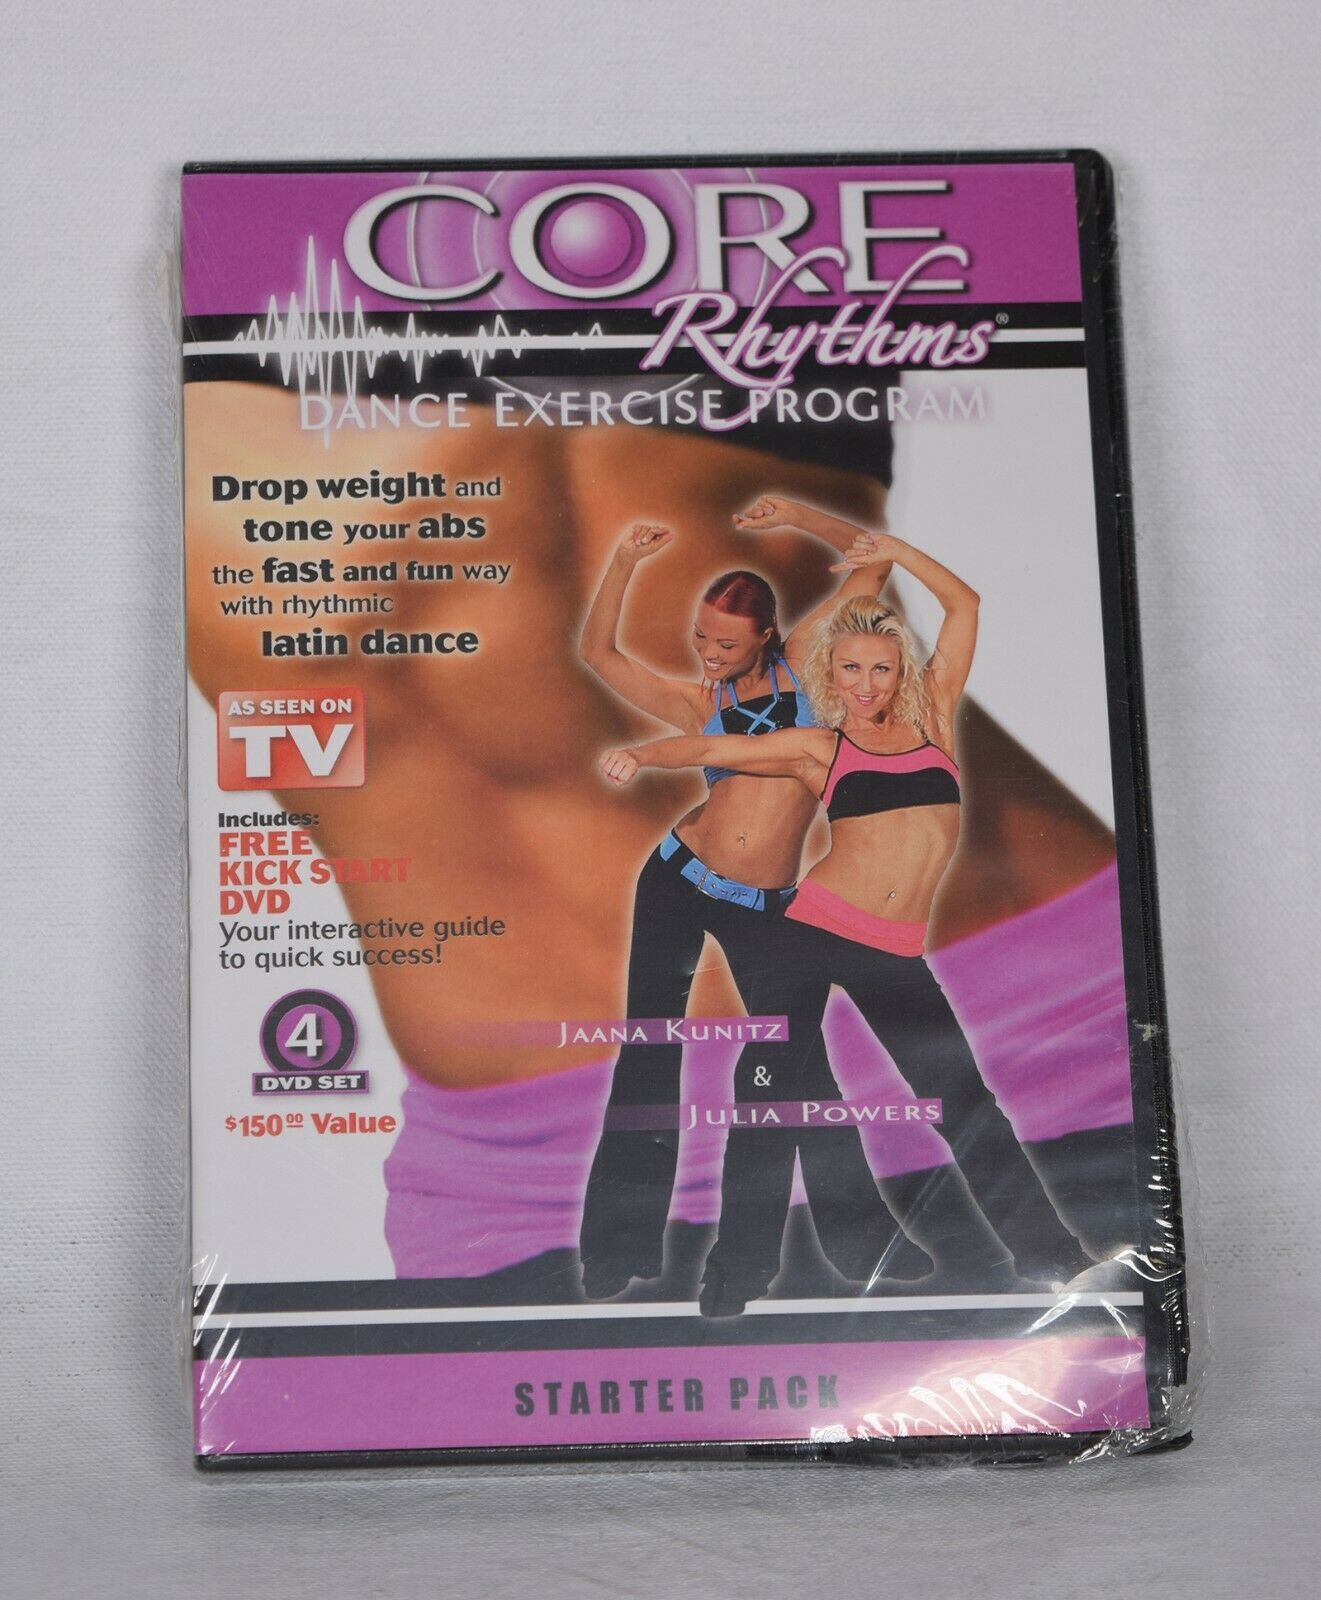 CORE
Rhythms®
DANCE EXERCISE PROGRAM
Drop weight and
tone your abs
the fast and fun way
with rhythmic
latin dance
AS SEEN ON
TV
Includes:
FREE
KICK START
DVD
Your interactive guide
to quick success!
4
DVD SET
$150.00 Value
JAANA KUNITZ
&
JULIA POWERS
STARTER PACK